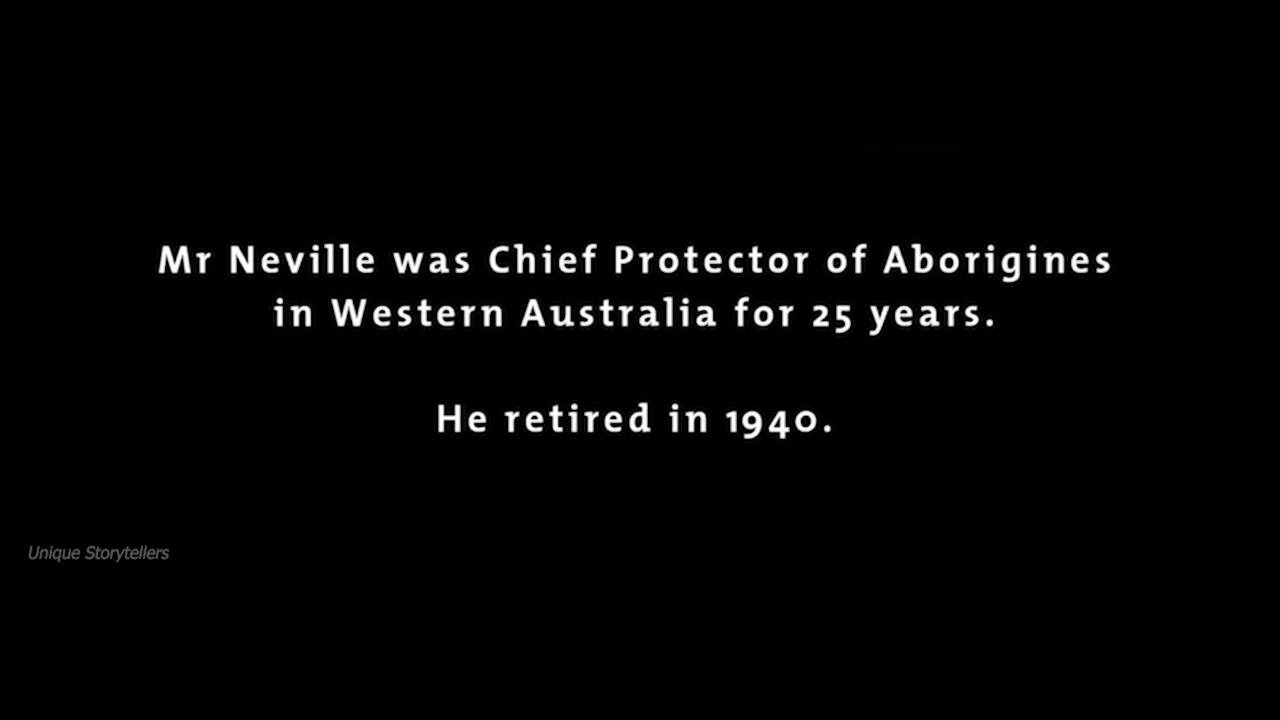 Mr Neville was Chief Protector of Aborigines
in Western Australia for 25 years.
He retired in 1940.
Unique Storytellers